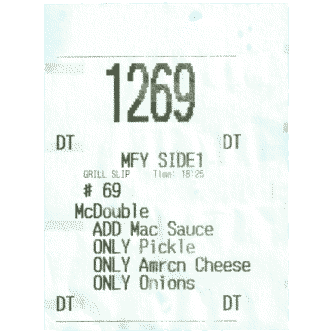 1269
DT DT
MFY SIDE1
GRILL SLIP Time: 18:25
# 69
McDouble
ADD Mac Sauce
ONLY Pickle
ONLY Amrcn Cheese
ONLY Onions
DT DT